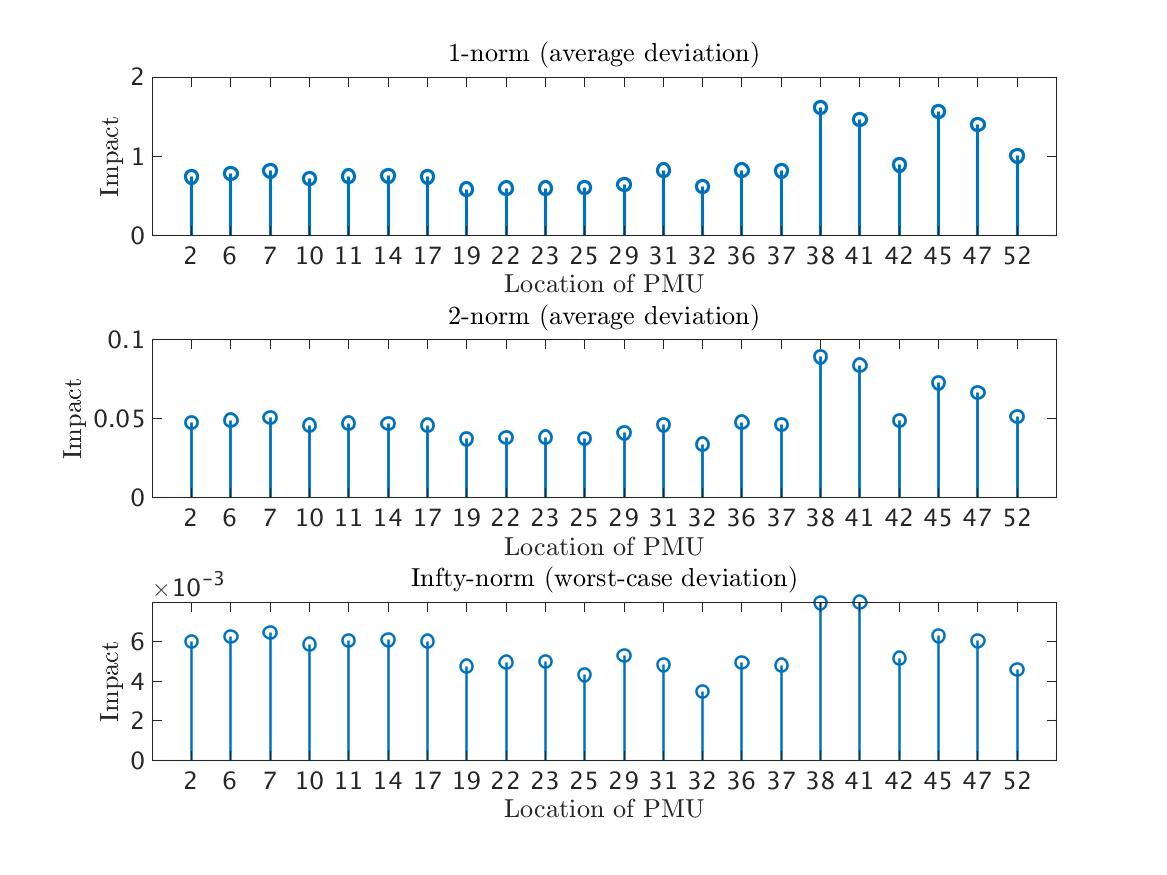 1-norm (average deviation)
2
1
0
Impact
2 6 7 10 11 14 17 19 22 23 25 29 31 32 36 37 38 41 42 45 47 52
Location of PMU
2-norm (average deviation)
0.1
0.05
0
Impact
2 6 7 10 11 14 17 19 22 23 25 29 31 32 36 37 38 41 42 45 47 52
Location of PMU
Infty-norm (worst-case deviation)
×10⁻³
6
4
2
0
Impact
2 6 7 10 11 14 17 19 22 23 25 29 31 32 36 37 38 41 42 45 47 52
Location of PMU